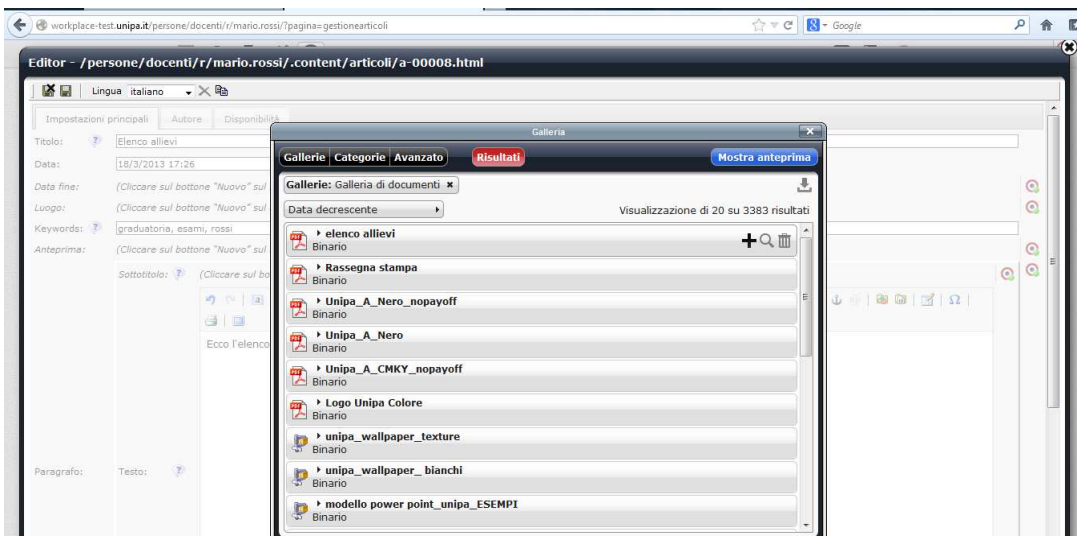 workplace-test.unipa.it/persone/docenti/r/mario.rossi/?pagina=gestionearticoli
Google
Editor - /persone/docenti/r/mario.rossi/.content/articoli/a-00008.html
Lingua italiano
Impostazioni principali Autore Disponibilità
Galleria
Titolo: ? Elenco allievi
Gallerie Categorie Avanzato Risultati Mostra anteprima
Data: 18/3/2013 17:26
Gallerie: Galleria di documenti
Data fine: (Cliccare sul bottone "Nuovo" sul
Luogo: (Cliccare sul bottone "Nuovo" sul
Data decrescente Visualizzazione di 20 su 3383 risultati
Keywords: ? graduatoria, esami, rossi
Anteprima: (Cliccare sul bottone "Nuovo" sul
elenco allievi
Binario
Sottotitolo: ? (Cliccare sul bo
Rassegna stampa
Binario
Unipa_A_Nero_nopayoff
Binario
Unipa_A_Nero
Binario
Ecco l'elenco
Unipa_A_CMKY_nopayoff
Binario
Logo Unipa Colore
Binario
unipa_wallpaper_texture
Binario
Paragrafo: Testo: ?
unipa_wallpaper_ bianchi
Binario
modello power point_unipa_ESEMPI
Binario